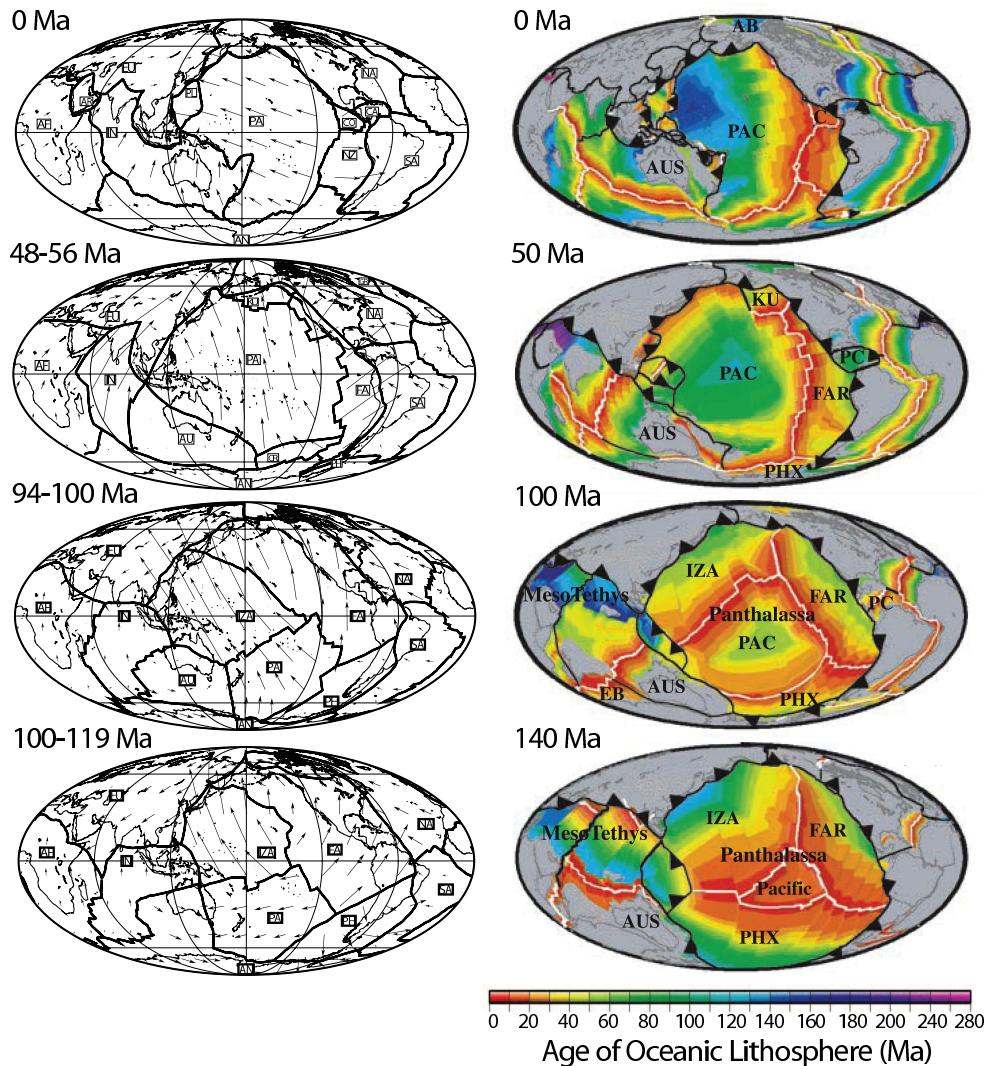 0 Ma
EU
NA
AR
PL
CA
AF
IN
PA
CO
NZ
SA
AN
0 Ma
AB
PAC
C
AUS
48-56 Ma
EU
KU
NA
AF
IN
PA
FA
SA
AU
AN
50 Ma
KU
PAC
PC
FAR
AUS
PHX
94-100 Ma
EU
NA
AF
IN
IZA
FA
SA
AU
PA
PH
AN
100 Ma
IZA
MesoTethys
FAR
PC
Panthalassa
PAC
EB
AUS
PHX
100-119 Ma
EU
NA
AF
IN
IZA
FA
SA
PA
PH
AN
140 Ma
IZA
FAR
MesoTethys
Panthalassa
Pacific
AUS
PHX
0 20 40 60 80 100 120 140 160 180 200 240 280
Age of Oceanic Lithosphere (Ma)